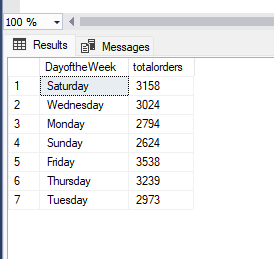 100 %
Results Messages
DayoftheWeek totalorders
1 Saturday 3158
2 Wednesday 3024
3 Monday 2794
4 Sunday 2624
5 Friday 3538
6 Thursday 3239
7 Tuesday 2973